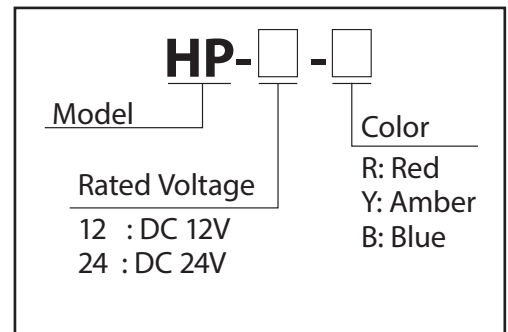 HP-□ -□
Model
Color
R: Red
Y: Amber
B: Blue
Rated Voltage
12 : DC 12V
24 : DC 24V